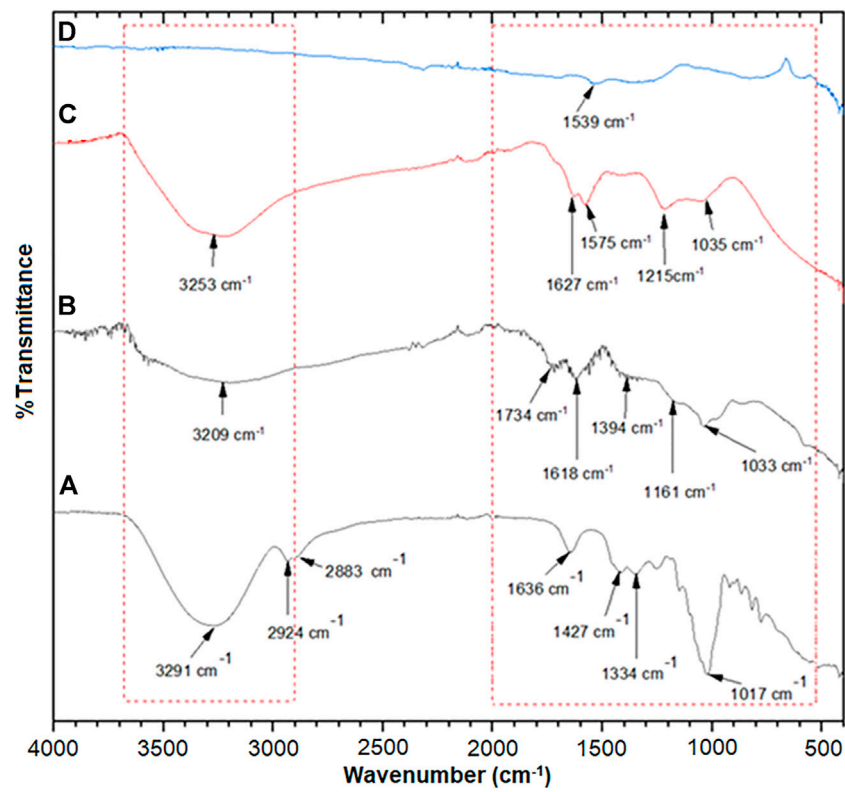 D
1539 cm-1
C
3253 cm-1
1627 cm-1
1575 cm-1
1215cm-1
1035 cm-1
B
3209 cm-1
1734 cm-1
1618 cm-1
1394 cm-1
1161 cm-1
1033 cm-1
A
3291 cm-1
2924 cm-1
2883 cm-1
1636 cm-1
1427 cm-1
1334 cm-1
1017 cm-1
%Transmittance
4000 3500 3000 2500 2000 1500 1000 500
Wavenumber (cm-1)